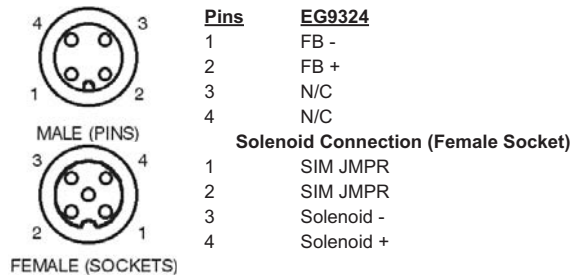 Pins EG9324
1 FB -
2 FB +
3 N/C
4 N/C
Solenoid Connection (Female Socket)
1 SIM JMPR
2 SIM JMPR
3 Solenoid -
4 Solenoid +
4 3
1 2
MALE (PINS)
3 4
2 1
FEMALE (SOCKETS)